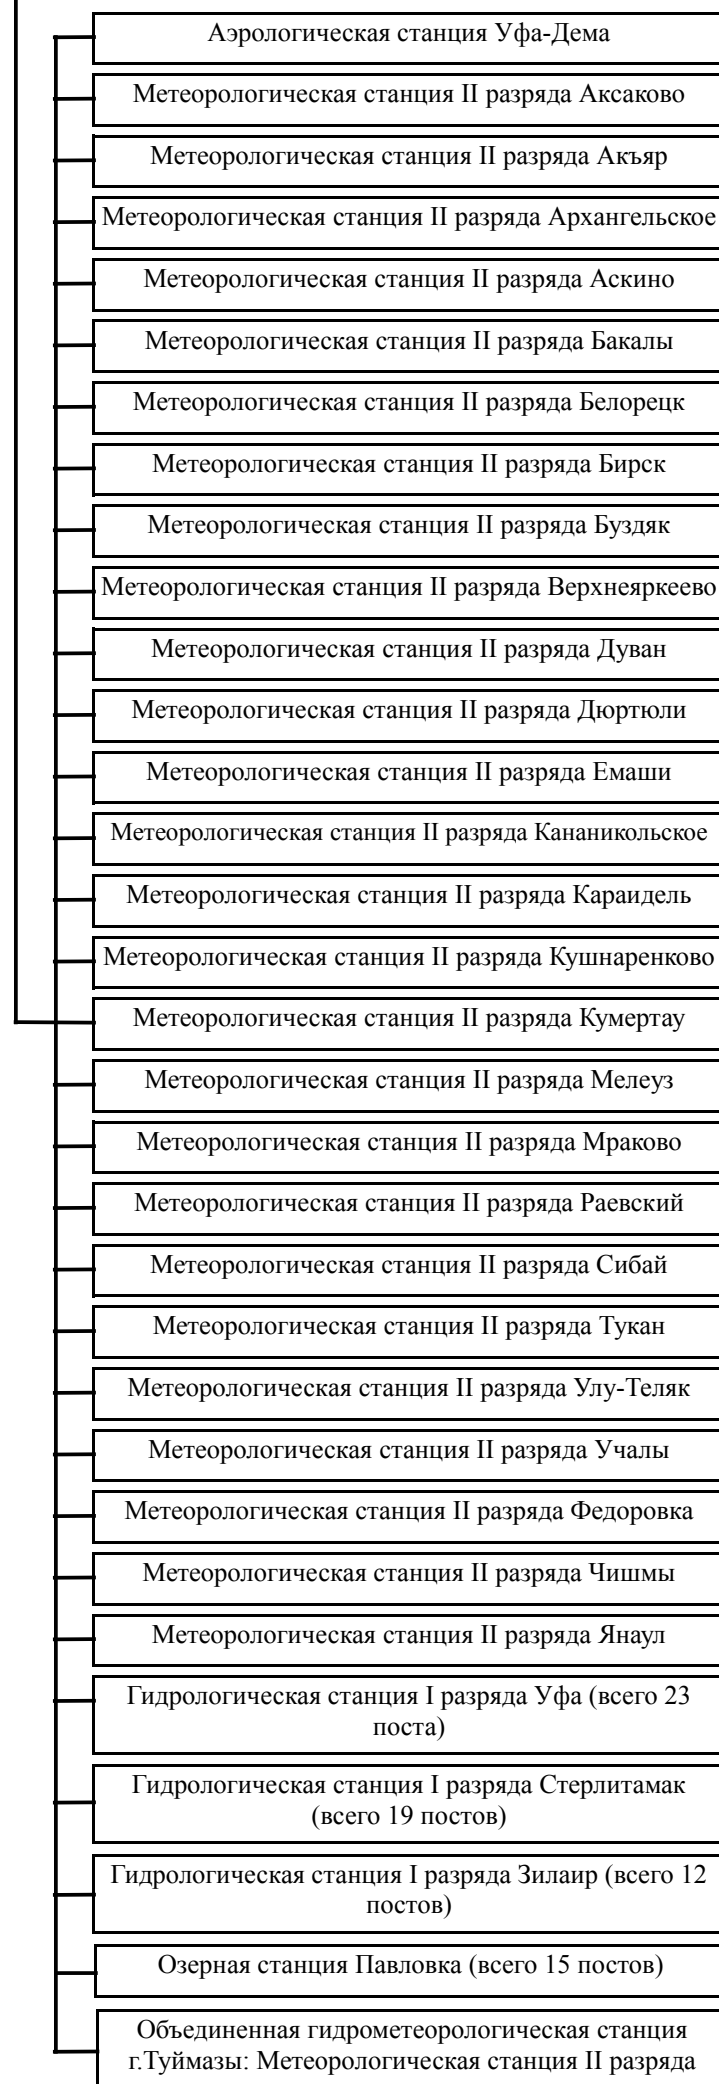 Аэрологическая станция Уфа-Дема
Метеорологическая станция II разряда Аксаково
Метеорологическая станция II разряда Акъяр
Метеорологическая станция II разряда Архангельское
Метеорологическая станция II разряда Аскино
Метеорологическая станция II разряда Бакалы
Метеорологическая станция II разряда Белорецк
Метеорологическая станция II разряда Бирск
Метеорологическая станция II разряда Буздяк
Метеорологическая станция II разряда Верхнеяркеево
Метеорологическая станция II разряда Дуван
Метеорологическая станция II разряда Дюртюли
Метеорологическая станция II разряда Емаши
Метеорологическая станция II разряда Кананикольское
Метеорологическая станция II разряда Караидель
Метеорологическая станция II разряда Кушнаренково
Метеорологическая станция II разряда Кумертау
Метеорологическая станция II разряда Мелеуз
Метеорологическая станция II разряда Мраково
Метеорологическая станция II разряда Раевский
Метеорологическая станция II разряда Сибай
Метеорологическая станция II разряда Тукан
Метеорологическая станция II разряда Улу-Теляк
Метеорологическая станция II разряда Учалы
Метеорологическая станция II разряда Федоровка
Метеорологическая станция II разряда Чишмы
Метеорологическая станция II разряда Янаул
Гидрологическая станция I разряда Уфа (всего 23
поста)
Гидрологическая станция I разряда Стерлитамак
(всего 19 постов)
Гидрологическая станция I разряда Зилаир (всего 12
постов)
Озерная станция Павловка (всего 15 постов)
Объединенная гидрометеорологическая станция
г.Туймазы: Метеорологическая станция II разряда